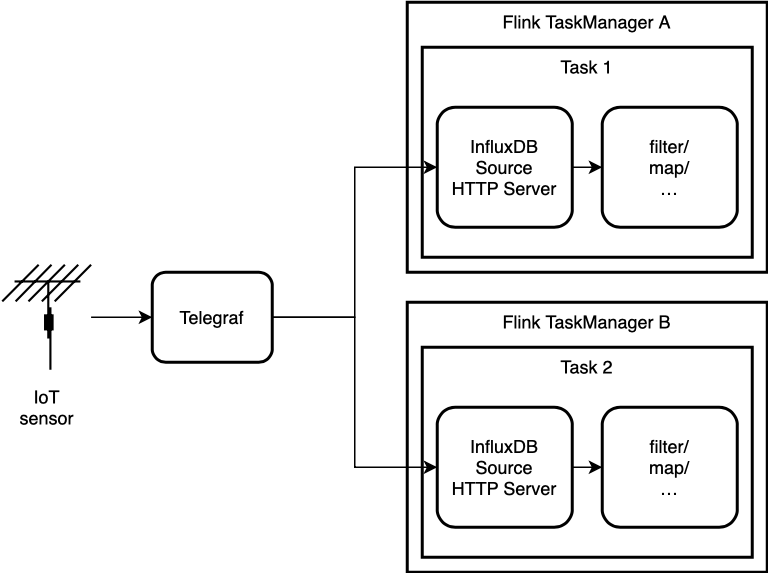 Flink TaskManager A
Task 1
InfluxDB
Source
HTTP Server
filter/
map/
...
IoT
sensor
Telegraf
Flink TaskManager B
Task 2
InfluxDB
Source
HTTP Server
filter/
map/
...